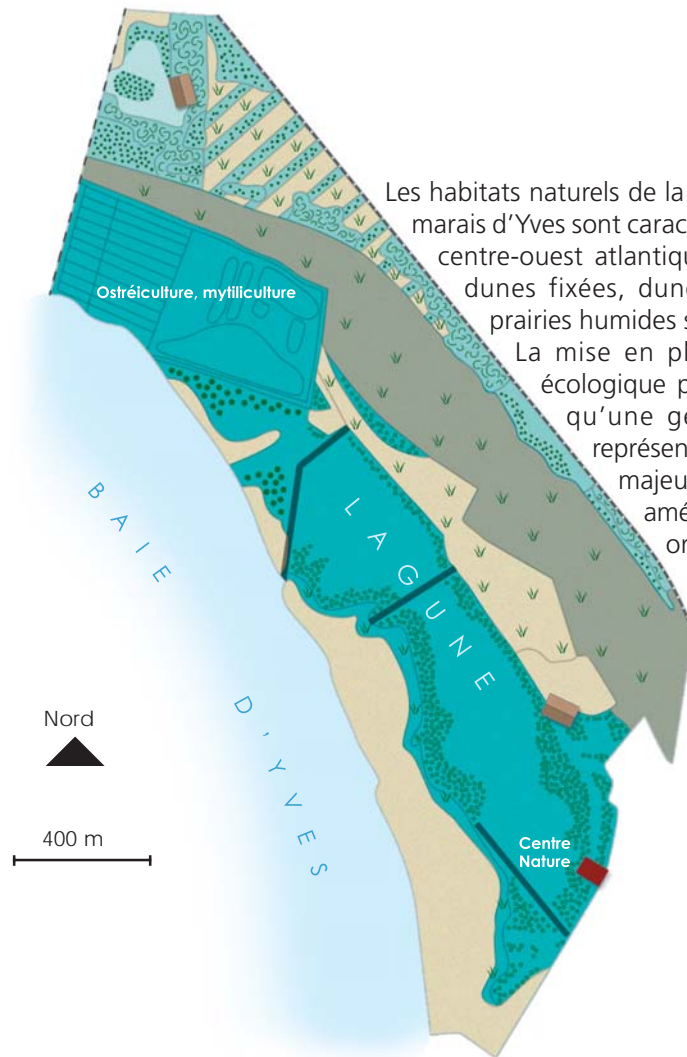 Les habitats naturels de la
marais d'Yves sont carac
centre-ouest atlantiqu
dunes fixées, dun
prairies humides s
La mise en pl
écologique p
qu'une ge
représen
majeu
amé
or
Ostréiculture, mytiliculture
LAGUNE
BAIE
D'YVES
Nord
400 m
Centre
Nature